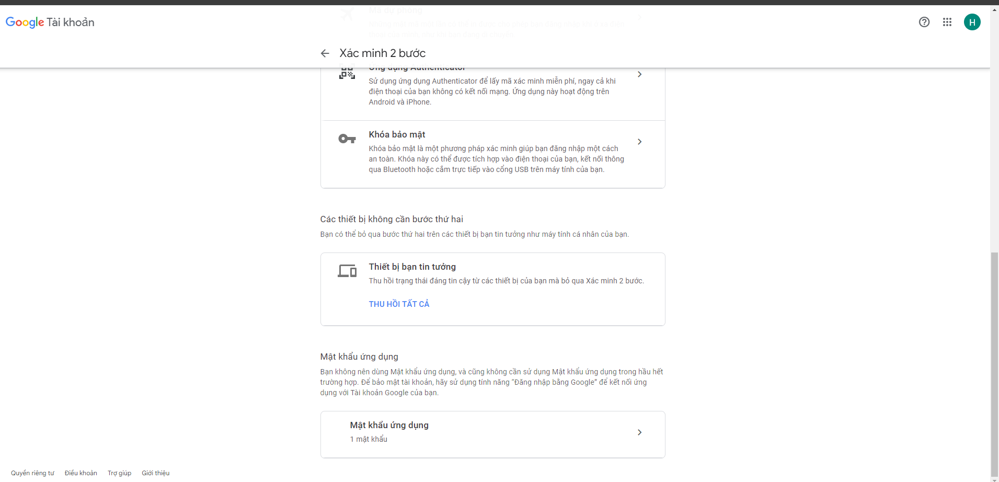 Mã dự phòng
Google Tài khoản
H
Xác minh 2 bước
Ứng dụng Authenticator
Sử dụng ứng dụng Authenticator để lấy mã xác minh miễn phí, ngay cả khi
điện thoại của bạn không có kết nối mạng. Ứng dụng này hoạt động trên
Android và iPhone.
Khóa bảo mật
Khóa bảo mật là một phương pháp xác minh giúp bạn đăng nhập một cách
an toàn. Khóa này có thể được tích hợp vào điện thoại của bạn, kết nối thông
qua Bluetooth hoặc cắm trực tiếp vào cổng USB trên máy tính của bạn.
Các thiết bị không cần bước thứ hai
Bạn có thể bỏ qua bước thứ hai trên các thiết bị bạn tin tưởng như máy tính cá nhân của bạn.
Thiết bị bạn tin tưởng
Thu hồi trạng thái đáng tin cậy từ các thiết bị của bạn mà bỏ qua Xác minh 2 bước.
THU HỒI TẤT CẢ
Mật khẩu ứng dụng
Bạn không nên dùng Mật khẩu ứng dụng, và cũng không cần sử dụng Mật khẩu ứng dụng trong hầu hết
trường hợp. Để bảo mật tài khoản, hãy sử dụng tính năng “Đăng nhập bằng Google” để kết nối ứng
dụng với Tài khoản Google của bạn.
Mật khẩu ứng dụng
1 mật khẩu
Quyền riêng tư Điều khoản Trợ giúp Giới thiệu